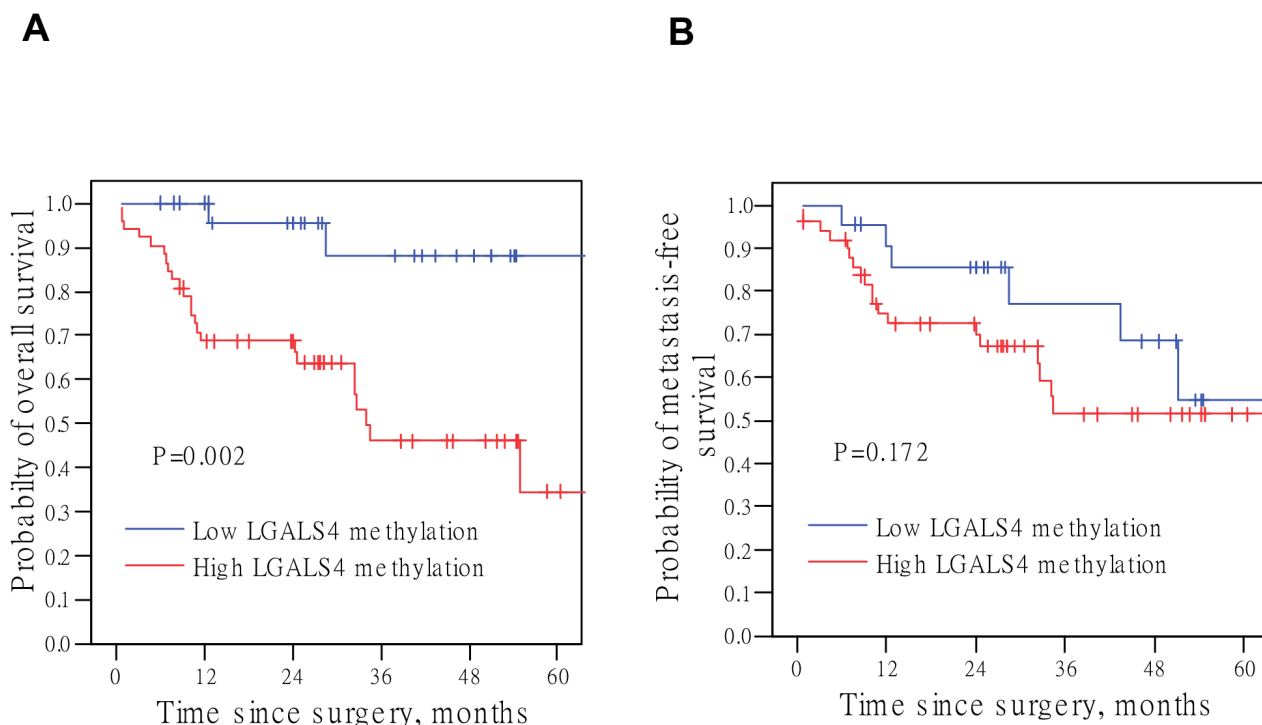 A
Probabilty of overall survival
1.0
0.9
0.8
0.7
0.6
0.5
0.4
0.3
0.2
0.1
0.0
P=0.002
Low LGALS4 methylation
High LGALS4 methylation
0 12 24 36 48 60
Time since surgery, months
B
Probability of metastasis-free
survival
1.0
0.9
0.8
0.7
0.6
0.5
0.4
0.3
0.2
0.1
0.0
P=0.172
Low LGALS4 methylation
High LGALS4 methylation
0 12 24 36 48 60
Time since surgery, months